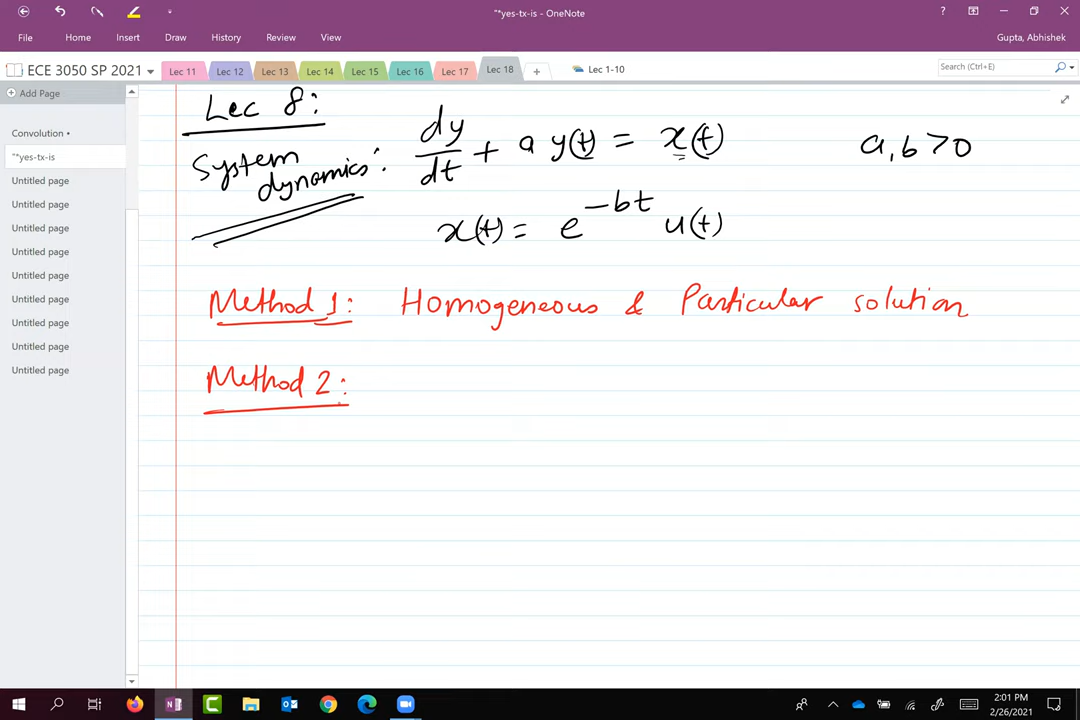 "*yes-tx-is - OneNote
?
File Home Insert Draw History Review View
Gupta, Abhishek
ECE 3050 SP 2021
Lec 11 Lec 12 Lec 13 Lec 14 Lec 15 Lec 16 Lec 17 Lec 18 + Lec 1-10
Search (Ctrl+E)
Add Page
Convolution
"*yes-tx-is
Untitled page
Untitled page
Untitled page
Untitled page
Untitled page
Untitled page
Untitled page
Untitled page
Untitled page
Lec 8:
System dynamics: dy/dt + a y(t) = x(t) a, b > 0
x(t) = e^{-bt} u(t)
Method 1: Homogeneous & Particular solution
Method 2:
2:01 PM
2/26/2021